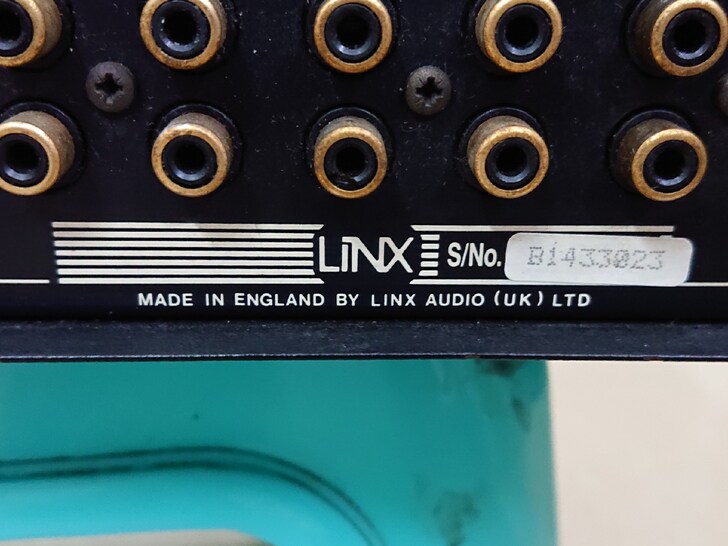 LiNX S/No. B1433023
MADE IN ENGLAND BY LINX AUDIO (UK) LTD